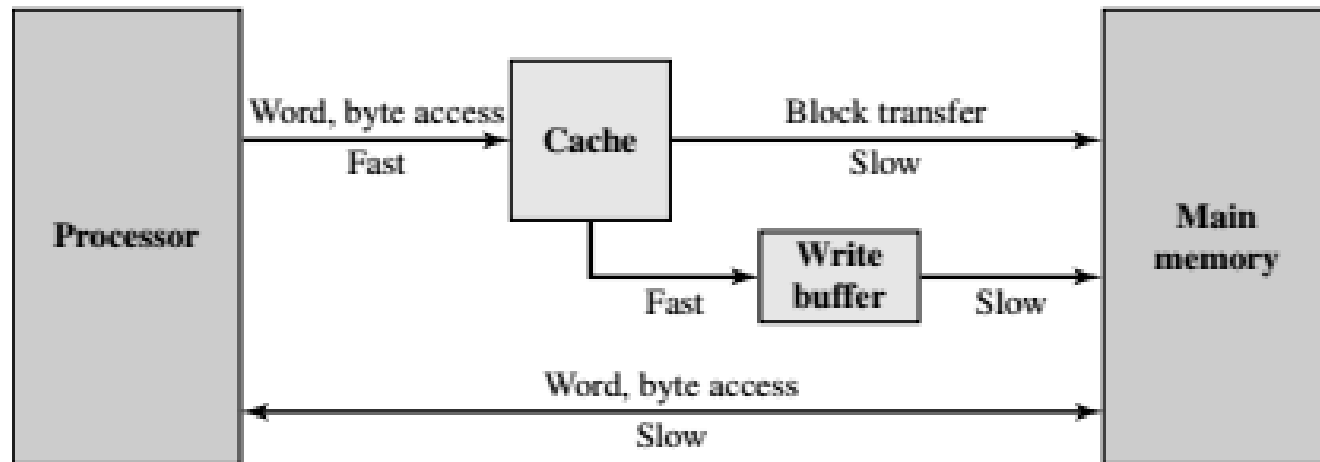 Word, byte access
Fast
Cache
Block transfer
Slow
Processor
Main
memory
Write
buffer
Fast
Slow
Word, byte access
Slow